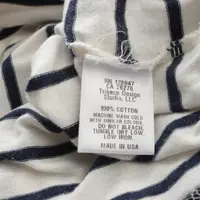 RN 128947
CA 28276
Tribeca Design
Studio, LLC
100% COTTON
MACHINE WASH COLD
WITH LIKE COLORS.
DO NOT BLEACH.
TUMBLE DRY LOW
LOW IRON.
MADE IN USA